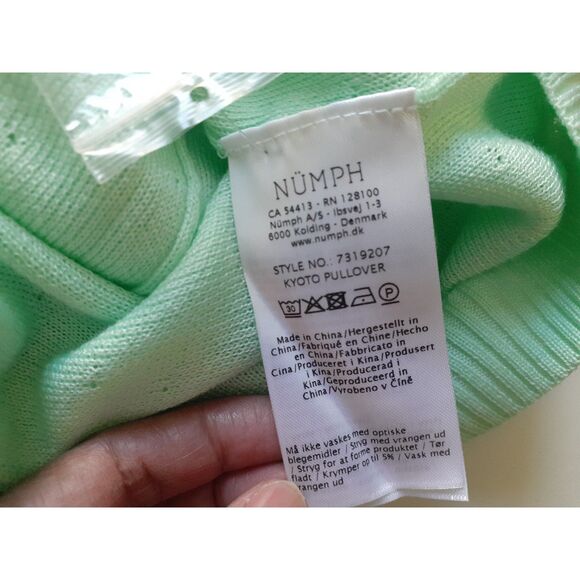 NÜMPH
CA 54413 - RN 128100
Nümph A/S - Ibsvej 1-3
6000 Kolding - Denmark
www.numph.dk
STYLE NO.: 7319207
KYOTO PULLOVER
30 P
Made in China/Hergestellt in
China/Fabriqué en Chine/Hecho
en China/Fabbricato in
Cina/Produceret i Kina/Produsert
i Kina/Producerad i
Kina/Geproduceerd in
China/Vyrobeno v Číně
Må ikke vaskes med optiske
blegemidler / Stryg med vrangen ud
/ Stryg for at forme produktet / Tør
fladt / Krymper op til 5% / Vask med
vrangen ud